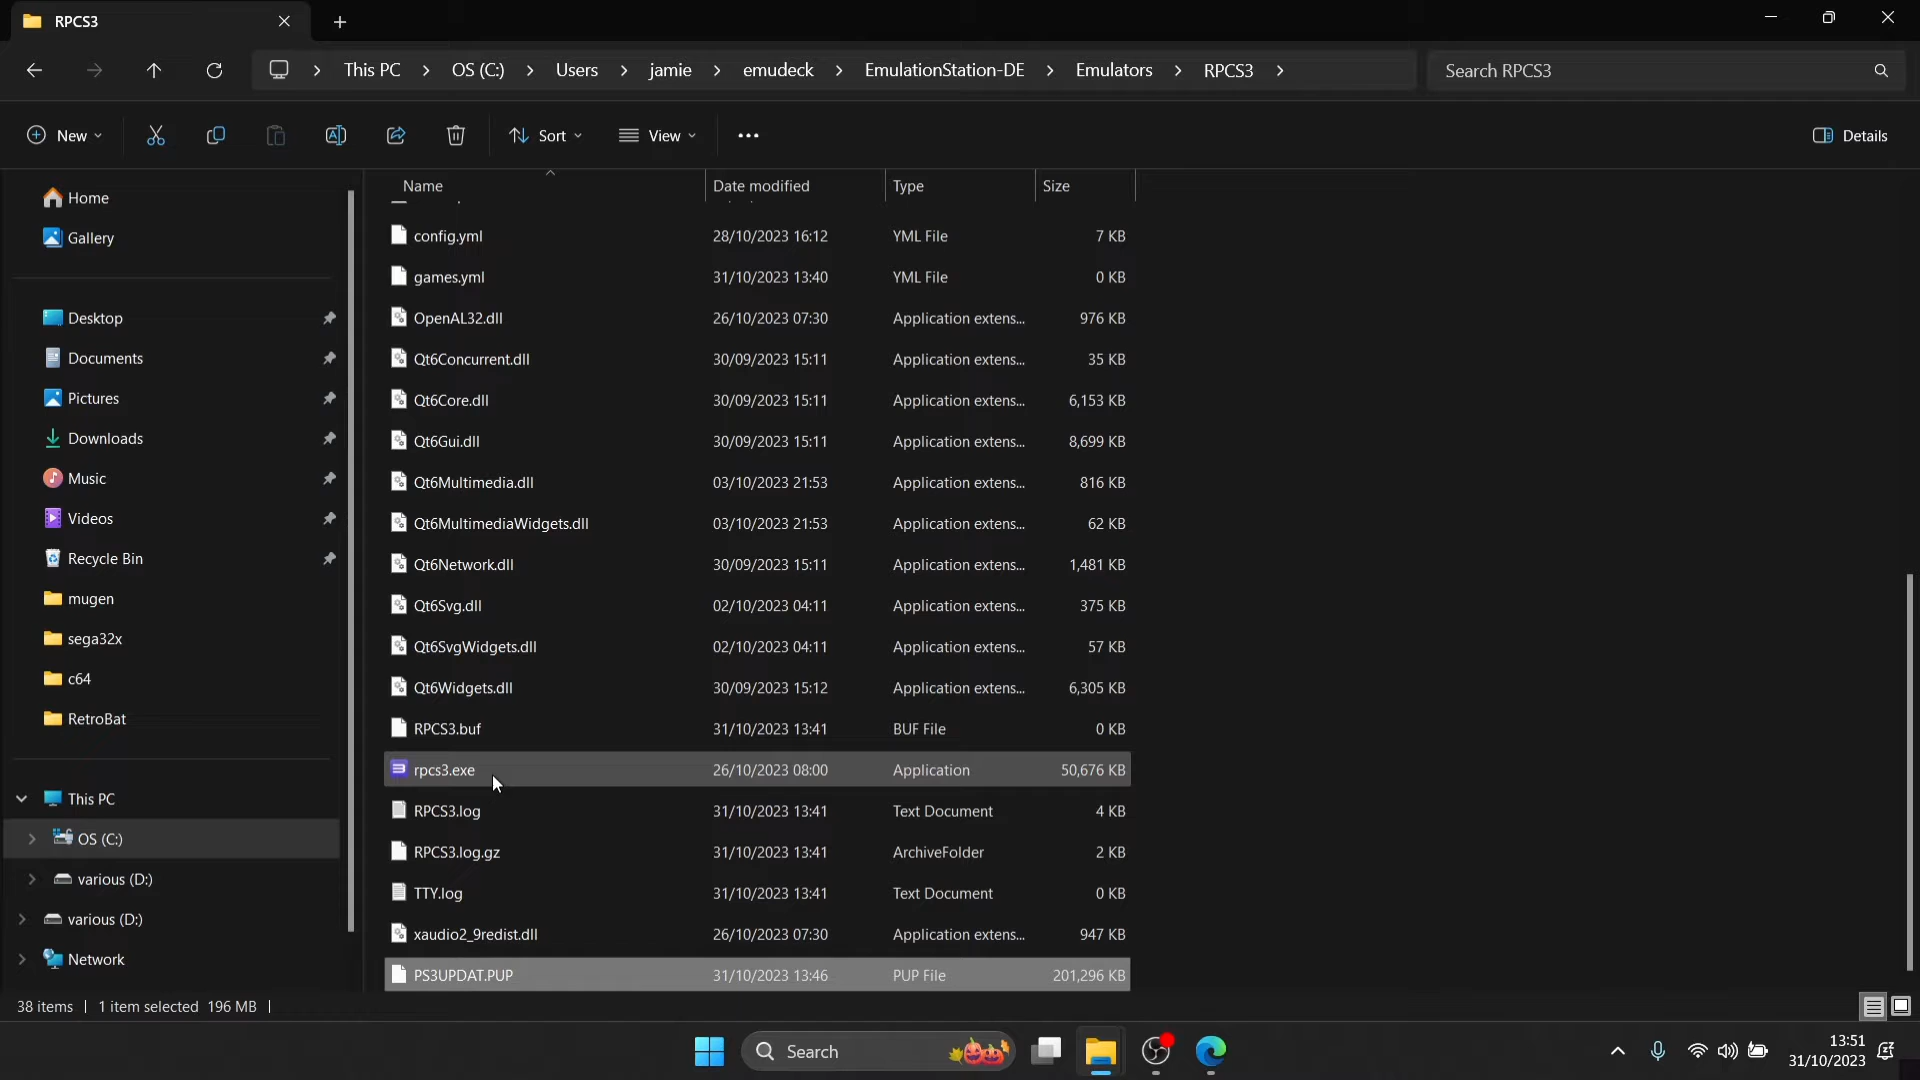 RPCS3
This PC > OS (C:) > Users > jamie > emudeck > EmulationStation-DE > Emulators > RPCS3 >
Search RPCS3
New
Sort
View
Details
Home
Gallery
Desktop
Documents
Pictures
Downloads
Music
Videos
Recycle Bin
mugen
sega32x
c64
RetroBat
This PC
OS (C:)
various (D:)
various (D:)
Network
Name Date modified Type Size
config.yml 28/10/2023 16:12 YML File 7 KB
games.yml 31/10/2023 13:40 YML File 0 KB
OpenAL32.dll 26/10/2023 07:30 Application extens... 976 KB
Qt6Concurrent.dll 30/09/2023 15:11 Application extens... 35 KB
Qt6Core.dll 30/09/2023 15:11 Application extens... 6,153 KB
Qt6Gui.dll 30/09/2023 15:11 Application extens... 8,699 KB
Qt6Multimedia.dll 03/10/2023 21:53 Application extens... 816 KB
Qt6MultimediaWidgets.dll 03/10/2023 21:53 Application extens... 62 KB
Qt6Network.dll 30/09/2023 15:11 Application extens... 1,481 KB
Qt6Svg.dll 02/10/2023 04:11 Application extens... 375 KB
Qt6SvgWidgets.dll 02/10/2023 04:11 Application extens... 57 KB
Qt6Widgets.dll 30/09/2023 15:12 Application extens... 6,305 KB
RPCS3.buf 31/10/2023 13:41 BUF File 0 KB
rpcs3.exe 26/10/2023 08:00 Application 50,676 KB
RPCS3.log 31/10/2023 13:41 Text Document 4 KB
RPCS3.log.gz 31/10/2023 13:41 ArchiveFolder 2 KB
TTY.log 31/10/2023 13:41 Text Document 0 KB
xaudio2_9redist.dll 26/10/2023 07:30 Application extens... 947 KB
PS3UPDAT.PUP 31/10/2023 13:46 PUP File 201,296 KB
38 items | 1 item selected 196 MB |
Search
13:51
31/10/2023